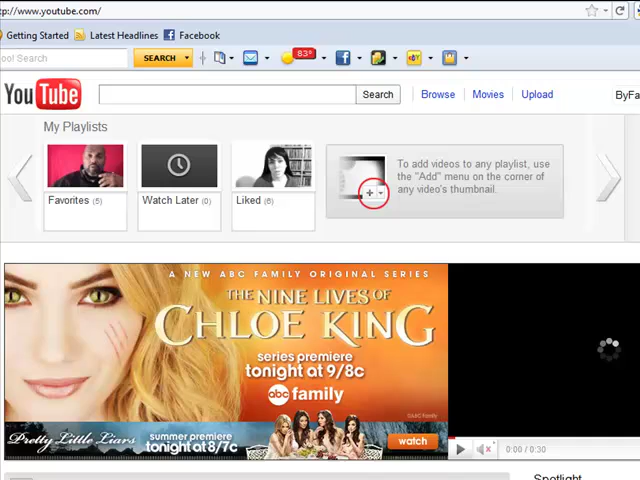 tp://www.youtube.com/
Getting Started Latest Headlines Facebook
ool Search SEARCH 83°
YouTube Search Browse Movies Upload ByFa
My Playlists
Favorites (5) Watch Later (0) Liked (6)
To add videos to any playlist, use
the "Add" menu on the corner of
any video's thumbnail.
A NEW ABC FAMILY ORIGINAL SERIES
THE NINE LIVES OF
CHLOE KING
series premiere
tonight at 9/8c
abc family
©ABC Family
Pretty Little Liars summer premiere
tonight at 8/7c
watch
0:00 / 0:30
Spotlight